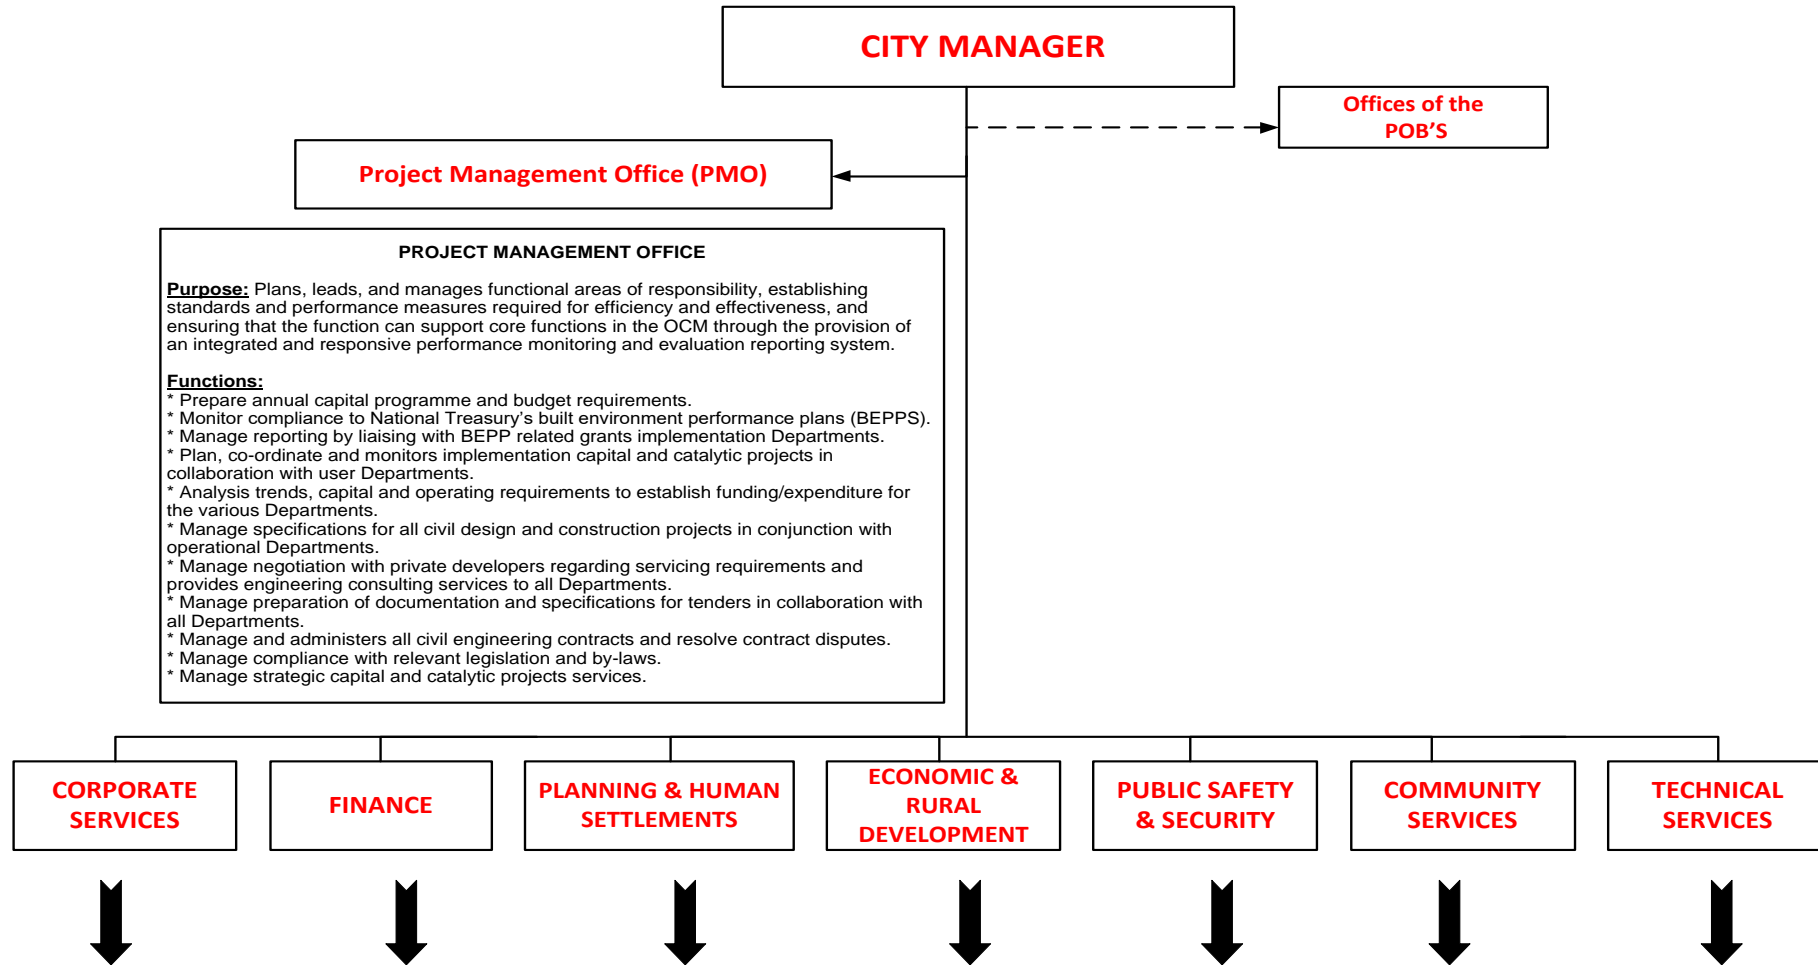 CITY MANAGER
Offices of the
POB'S
Project Management Office (PMO)
PROJECT MANAGEMENT OFFICE
Purpose: Plans, leads, and manages functional areas of responsibility, establishing
standards and performance measures required for efficiency and effectiveness, and
ensuring that the function can support core functions in the OCM through the provision of
an integrated and responsive performance monitoring and evaluation reporting system.
Functions:
* Prepare annual capital programme and budget requirements.
* Monitor compliance to National Treasury's built environment performance plans (BEPPS).
* Manage reporting by liaising with BEPP related grants implementation Departments.
* Plan, co-ordinate and monitors implementation capital and catalytic projects in
collaboration with user Departments.
* Analysis trends, capital and operating requirements to establish funding/expenditure for
the various Departments.
* Manage specifications for all civil design and construction projects in conjunction with
operational Departments.
* Manage negotiation with private developers regarding servicing requirements and
provides engineering consulting services to all Departments.
* Manage preparation of documentation and specifications for tenders in collaboration with
all Departments.
* Manage and administers all civil engineering contracts and resolve contract disputes.
* Manage compliance with relevant legislation and by-laws.
* Manage strategic capital and catalytic projects services.
CORPORATE
SERVICES
FINANCE
PLANNING & HUMAN
SETTLEMENTS
ECONOMIC &
RURAL
DEVELOPMENT
PUBLIC SAFETY
& SECURITY
COMMUNITY
SERVICES
TECHNICAL
SERVICES